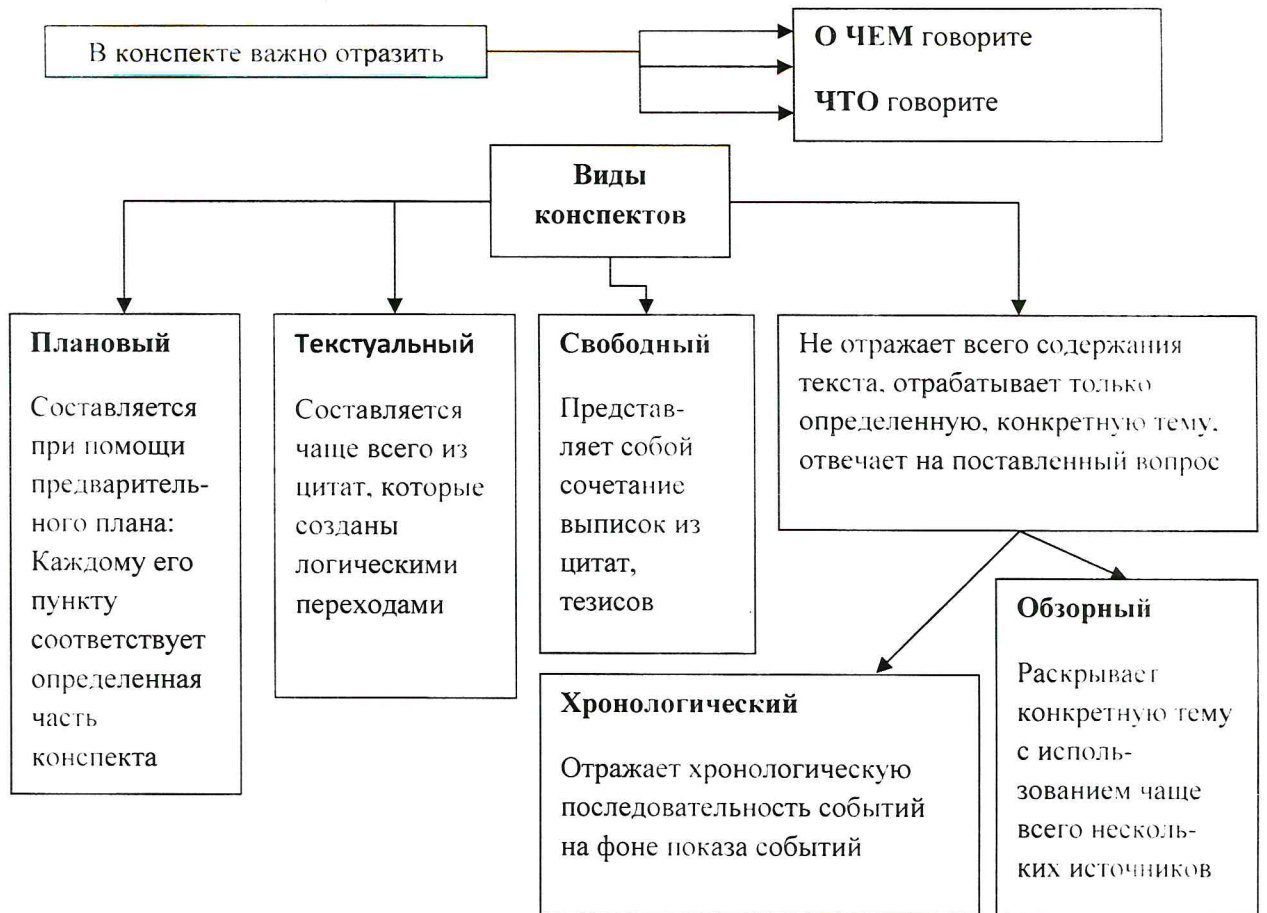 В конспекте важно отразить
О ЧЕМ говорите
ЧТО говорите
Виды
конспектов
Плановый
Составляется
при помощи
предваритель-
ного плана:
Каждому его
пункту
соответствует
определенная
часть
конспекта
Текстуальный
Составляется
чаще всего из
цитат, которые
созданы
логическими
переходами
Свободный
Представ-
ляет собой
сочетание
выписок из
цитат,
тезисов
Не отражает всего содержания
текста, отрабатывает только
определенную, конкретную тему,
отвечает на поставленный вопрос
Хронологический
Отражает хронологическую
последовательность событий
на фоне показа событий
Обзорный
Раскрывает
конкретную тему
с исполь-
зованием чаще
всего несколь-
ких источников